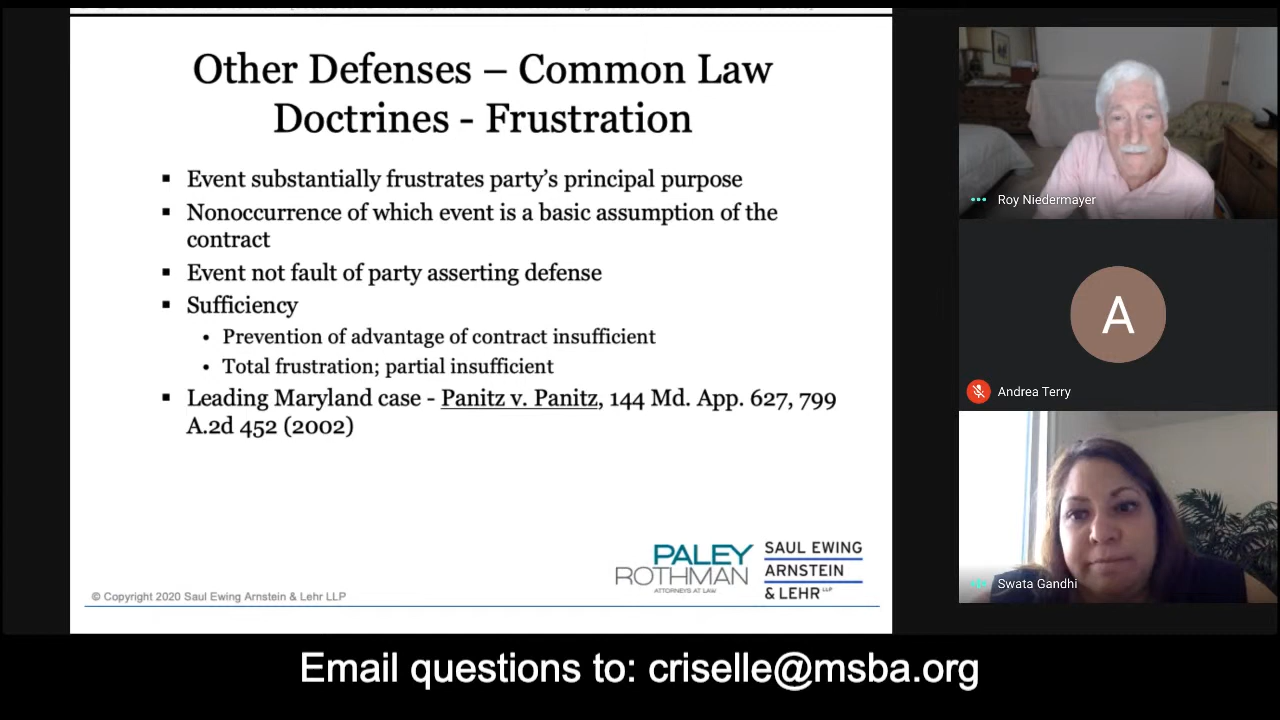 Other Defenses – Common Law
Doctrines - Frustration
▪ Event substantially frustrates party’s principal purpose
▪ Nonoccurrence of which event is a basic assumption of the
contract
▪ Event not fault of party asserting defense
▪ Sufficiency
• Prevention of advantage of contract insufficient
• Total frustration; partial insufficient
▪ Leading Maryland case - Panitz v. Panitz, 144 Md. App. 627, 799
A.2d 452 (2002)
PALEY
ROTHMAN
ATTORNEYS AT LAW
SAUL EWING
ARNSTEIN
& LEHR LLP
© Copyright 2020 Saul Ewing Arnstein & Lehr LLP
Roy Niedermayer
A
Andrea Terry
Swata Gandhi
Email questions to: criselle@msba.org